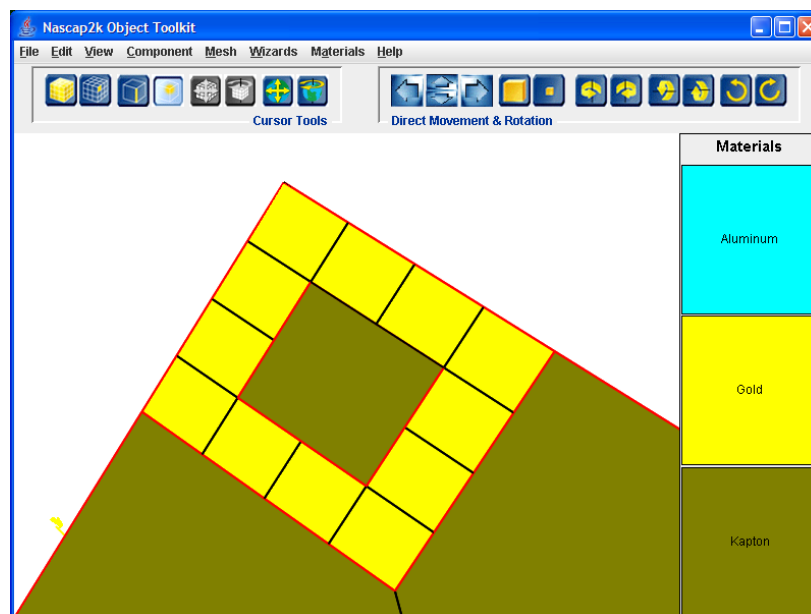 Nascap2k Object Toolkit
File Edit View Component Mesh Wizards Materials Help
Cursor Tools
Direct Movement & Rotation
Materials
Aluminum
Gold
Kapton